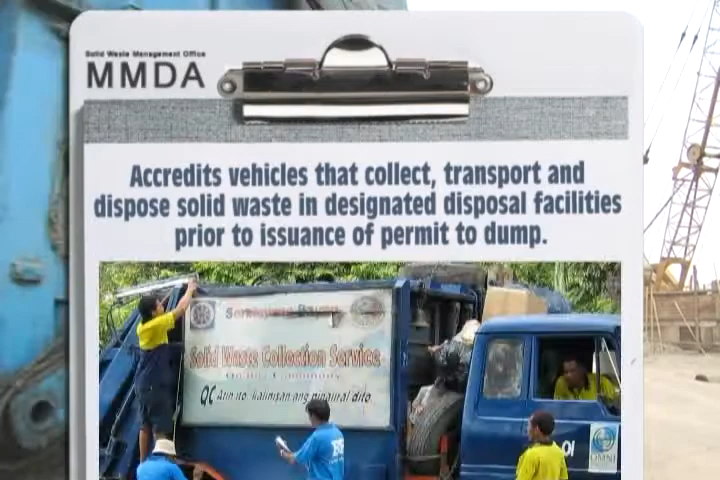 Solid Waste Management Office
MMDA
Accredits vehicles that collect, transport and
dispose solid waste in designated disposal facilities
prior to issuance of permit to dump.
Solid Waste Collection Service
QC
OMNI